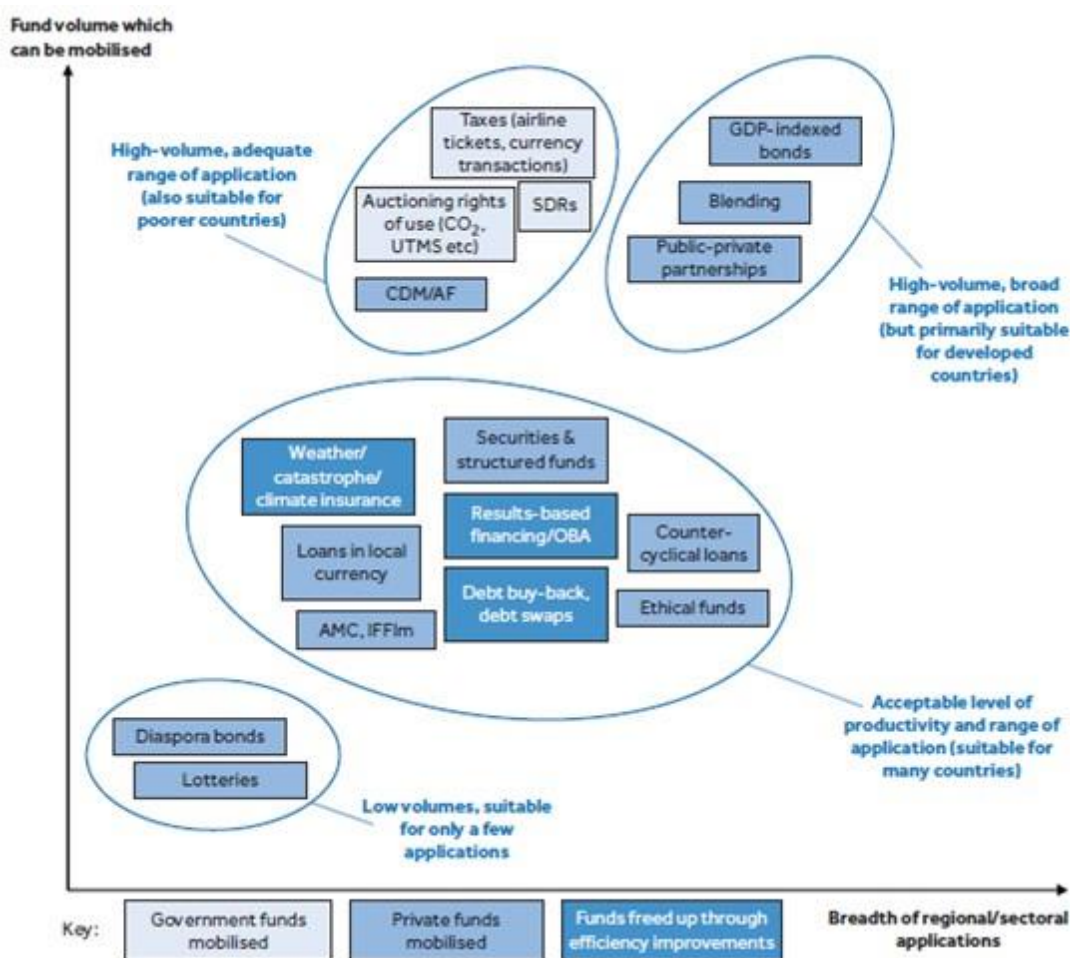 Fund volume which
can be mobilised
High-volume, adequate
range of application
(also suitable for
poorer countries)
Taxes (airline
tickets, currency
transactions)
Auctioning rights
of use (CO₂,
UTMS etc)
SDRs
CDM/AF
GDP-indexed
bonds
Blending
Public-private
partnerships
High-volume, broad
range of application
(but primarily suitable
for developed
countries)
Weather/
catastrophe/
climate insurance
Securities &
structured funds
Results-based
financing/OBA
Counter-
cyclical loans
Loans in local
currency
Debt buy-back,
debt swaps
Ethical funds
AMC, IFFIm
Acceptable level of
productivity and range of
application (suitable for
many countries)
Diaspora bonds
Lotteries
Low volumes, suitable
for only a few
applications
Key:
Government funds
mobilised
Private funds
mobilised
Funds freed up through
efficiency improvements
Breadth of regional/sectoral
applications